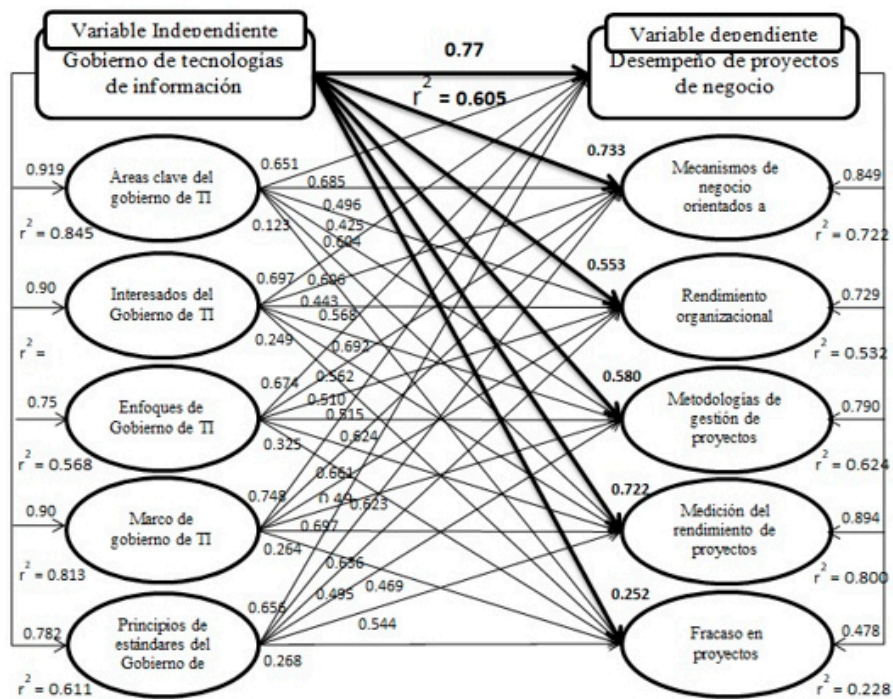 Variable Independiente
Gobierno de tecnologías
de información
Variable dependiente
Desempeño de proyectos
de negocio
0.77
r² = 0.605
0.919
Áreas clave del
gobierno de TI
r² = 0.845
0.651
0.685
0.496
0.425
0.604
0.123
0.733
Mecanismos de
negocio
orientados a
0.849
r² = 0.722
0.90
Interesados del
Gobierno de TI
r² =
0.697
0.443
0.568
0.249
0.692
0.553
Rendimiento
organizacional
0.729
r² = 0.532
0.75
Enfoques de
Gobierno de TI
r² = 0.568
0.674
0.552
0.510
0.515
0.624
0.325
0.580
Metodologías de
gestión de
proyectos
0.790
r² = 0.624
0.90
Marco de
gobierno de TI
r² = 0.813
0.748
0.661
0.623
0.697
0.264
0.722
Medición del
rendimiento de
proyectos
0.894
r² = 0.800
0.782
Principios de
estándares del
Gobierno de
r² = 0.611
0.656
0.636
0.495
0.469
0.544
0.268
0.252
Fracaso en
proyectos
0.478
r² = 0.228